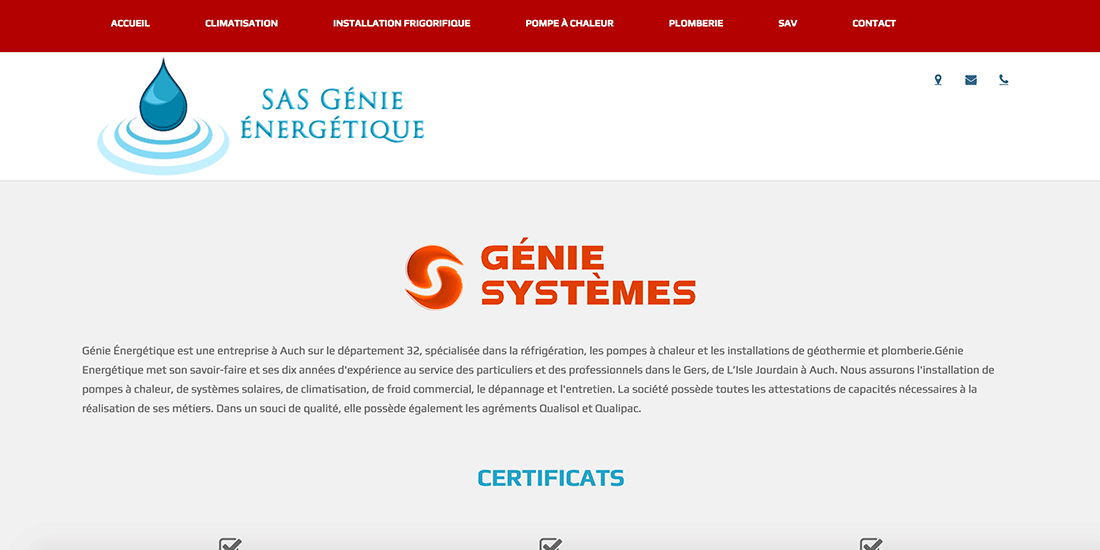 ACCUEIL CLIMATISATION INSTALLATION FRIGORIFIQUE POMPE À CHALEUR PLOMBERIE SAV CONTACT
SAS GÉNIE
ÉNERGÉTIQUE
GÉNIE
SYSTÈMES
Génie Énergétique est une entreprise à Auch sur le département 32, spécialisée dans la réfrigération, les pompes à chaleur et les installations de géothermie et plomberie.Génie
Energétique met son savoir-faire et ses dix années d'expérience au service des particuliers et des professionnels dans le Gers, de L'Isle Jourdain à Auch. Nous assurons l'installation de
pompes à chaleur, de systèmes solaires, de climatisation, de froid commercial, le dépannage et l'entretien. La société possède toutes les attestations de capacités nécessaires à la
réalisation de ses métiers. Dans un souci de qualité, elle possède également les agréments Qualisol et Qualipac.
CERTIFICATS